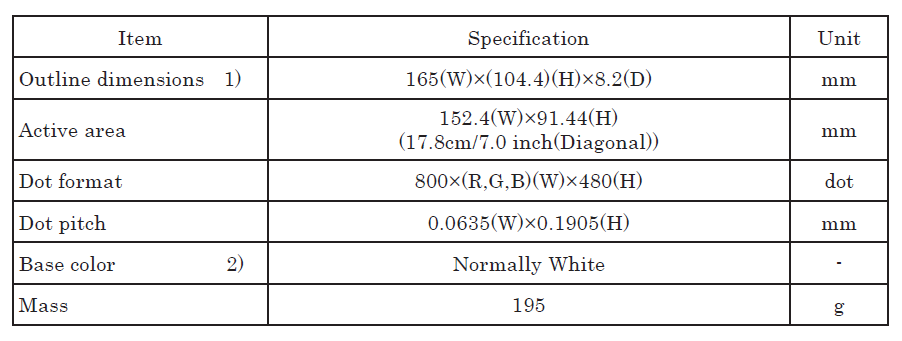 Item Specification Unit
Outline dimensions 1) 165(W)×(104.4)(H)×8.2(D) mm
Active area 152.4(W)×91.44(H) mm
(17.8cm/7.0 inch(Diagonal))
Dot format 800×(R,G,B)(W)×480(H) dot
Dot pitch 0.0635(W)×0.1905(H) mm
Base color 2) Normally White -
Mass 195 g